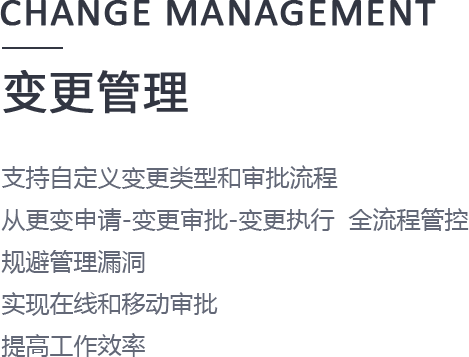 CHANGE MANAGEMENT
变更管理
支持自定义变更类型和审批流程
从更变申请-变更审批-变更执行 全流程管控
规避管理漏洞
实现在线和移动审批
提高工作效率